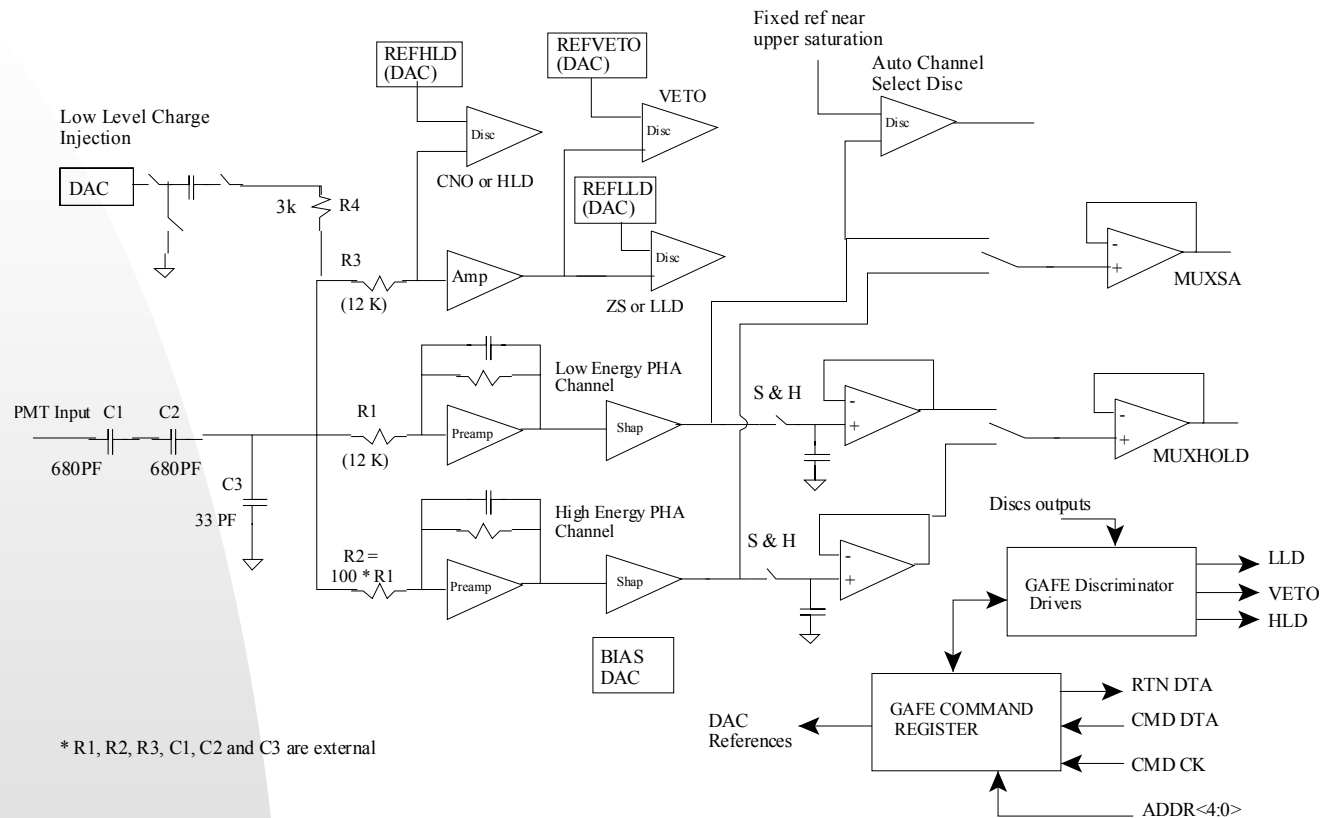 Fixed ref near
upper saturation
REFHLD
(DAC)
REFVETO
(DAC)
Auto Channel
Select Disc
VETO
Low Level Charge
Injection
Disc
Disc
Disc
DAC
CNO or HLD
REFLLD
(DAC)
3k
R4
R3
Disc
Amp
(12 K)
ZS or LLD
-
+
MUXSA
Low Energy PHA
Channel
S & H
PMT Input
C1
C2
R1
Preamp
Shap
-
+
-
+
680PF
680PF
(12 K)
MUXHOLD
C3
33 PF
High Energy PHA
Channel
Discs outputs
R2 =
100 * R1
S & H
Preamp
Shap
-
+
GAFE Discriminator
Drivers
LLD
VETO
HLD
BIAS
DAC
GAFE COMMAND
REGISTER
RTN DTA
DAC
References
CMD DTA
CMD CK
* R1, R2, R3, C1, C2 and C3 are external
ADDR<4:0>